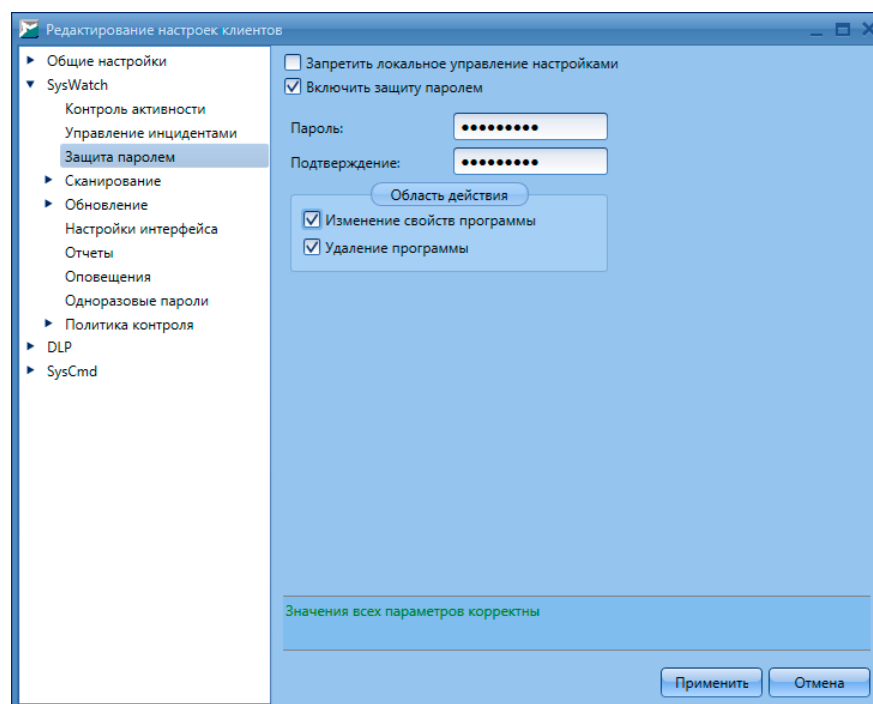 Редактирование настроек клиентов
Общие настройки
SysWatch
Контроль активности
Управление инцидентами
Защита паролем
Сканирование
Обновление
Настройки интерфейса
Отчеты
Оповещения
Одноразовые пароли
Политика контроля
DLP
SysCmd
Запретить локальное управление настройками
Включить защиту паролем
Пароль: •••••••••
Подтверждение: •••••••••
Область действия
Изменение свойств программы
Удаление программы
Значения всех параметров корректны
Применить Отмена